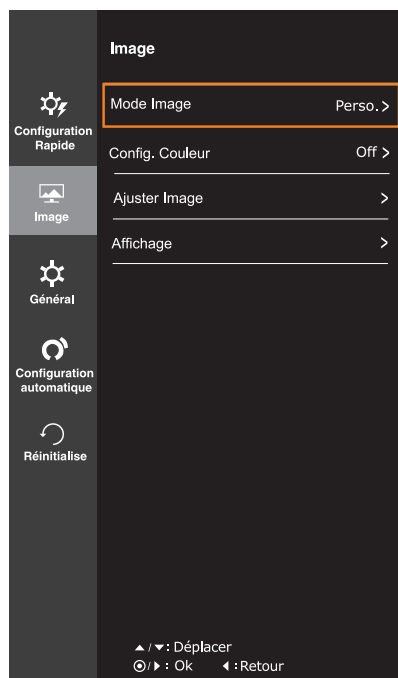 Image
Mode Image Perso.>
Config. Couleur Off >
Ajuster Image >
Affichage >
Configuration
Rapide
Image
Général
Configuration
automatique
Réinitialise
▲/▼: Déplacer
⊙/▶: Ok ◀:Retour